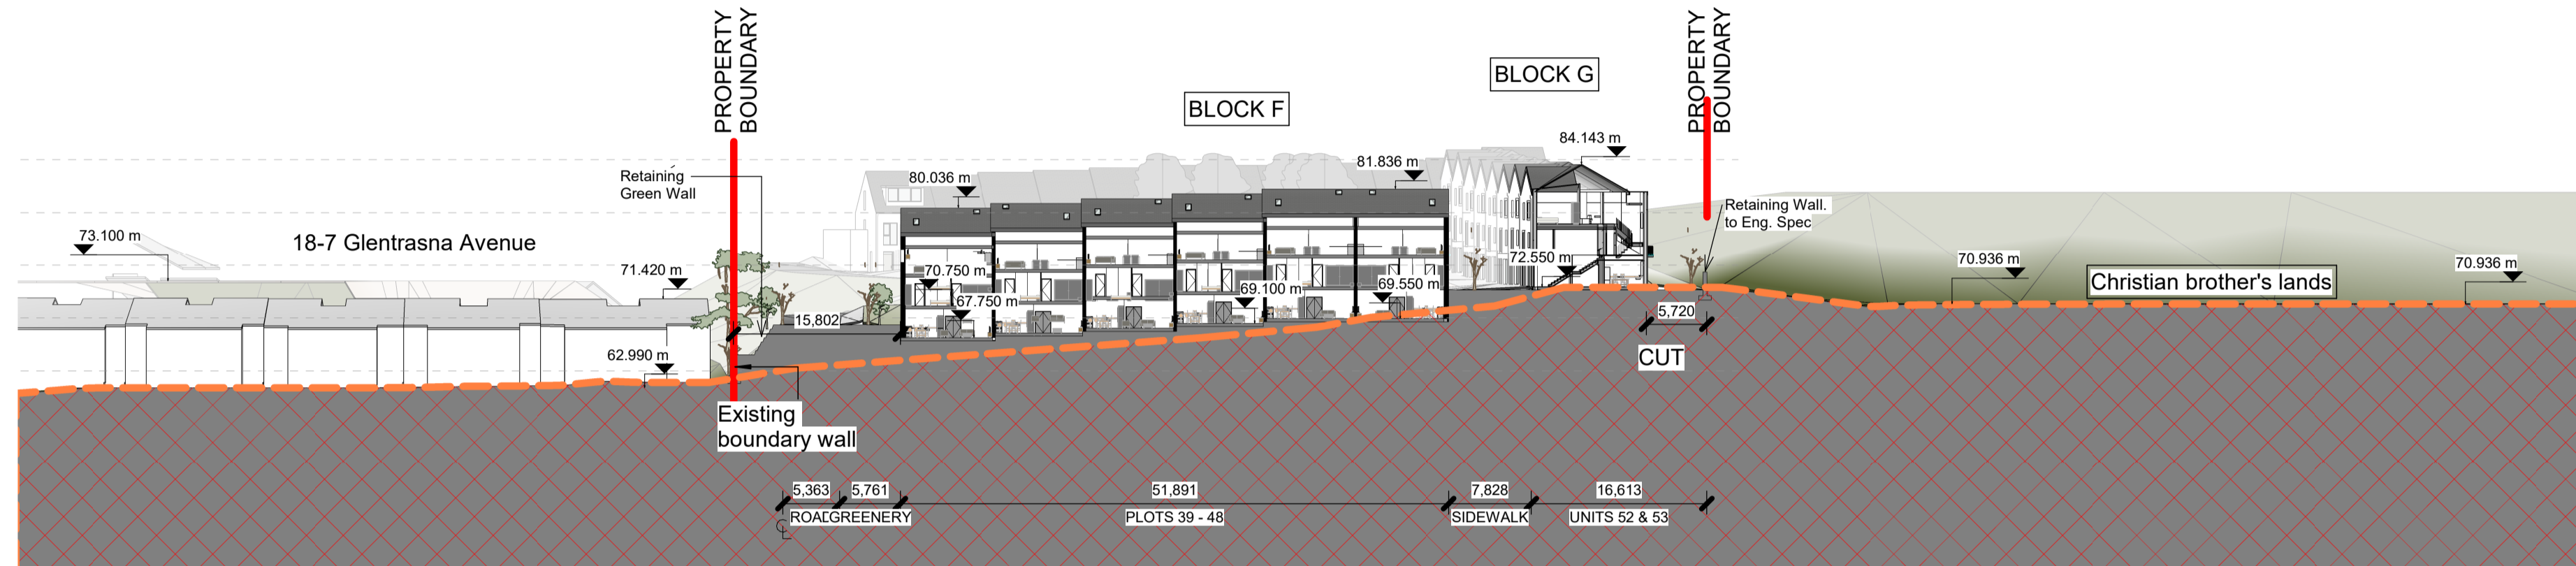 PROPERTY
BOUNDARY
PROPERTY
BOUNDARY
BLOCK G
BLOCK F
84.143 m
81.836 m
80.036 m
Retaining
Green Wall
Retaining Wall.
to Eng. Spec
73.100 m
18-7 Glentrasna Avenue
71.420 m
70.750 m
67.750 m
69.100 m
69.550 m
72.550 m
70.936 m
70.936 m
Christian brother's lands
15,802
5,720
62.990 m
CUT
Existing
boundary wall
5,363
5,761
51,891
7,828
16,613
ROAD
GREENERY
PLOTS 39 - 48
SIDEWALK
UNITS 52 & 53